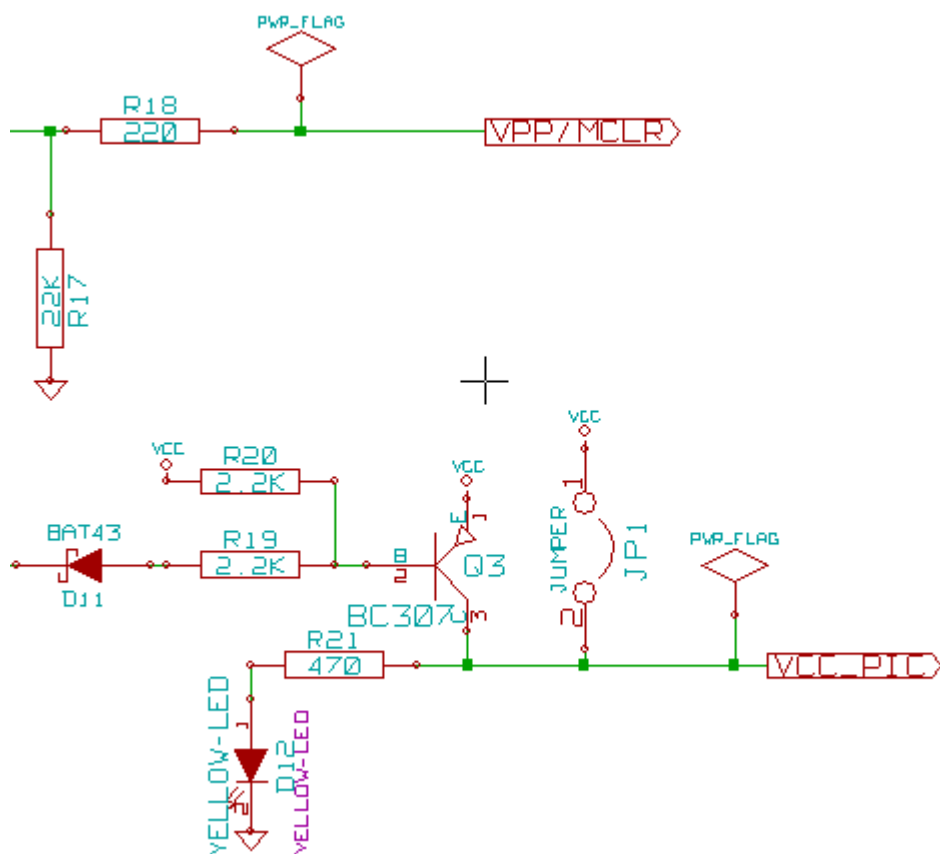 PWR_FLAG
R18
220
VPP/MCLR
22K
R17
VCC
R20
2.2K
VCC
VCC
1
JUMPER
JP1
2
PWR_FLAG
BAT43
D11
R19
2.2K
E
1
B
2
Q3
BC307
C
3
R21
470
VCC_PIC
YELLOW-LED
1
D12
2
YELLOW-LED